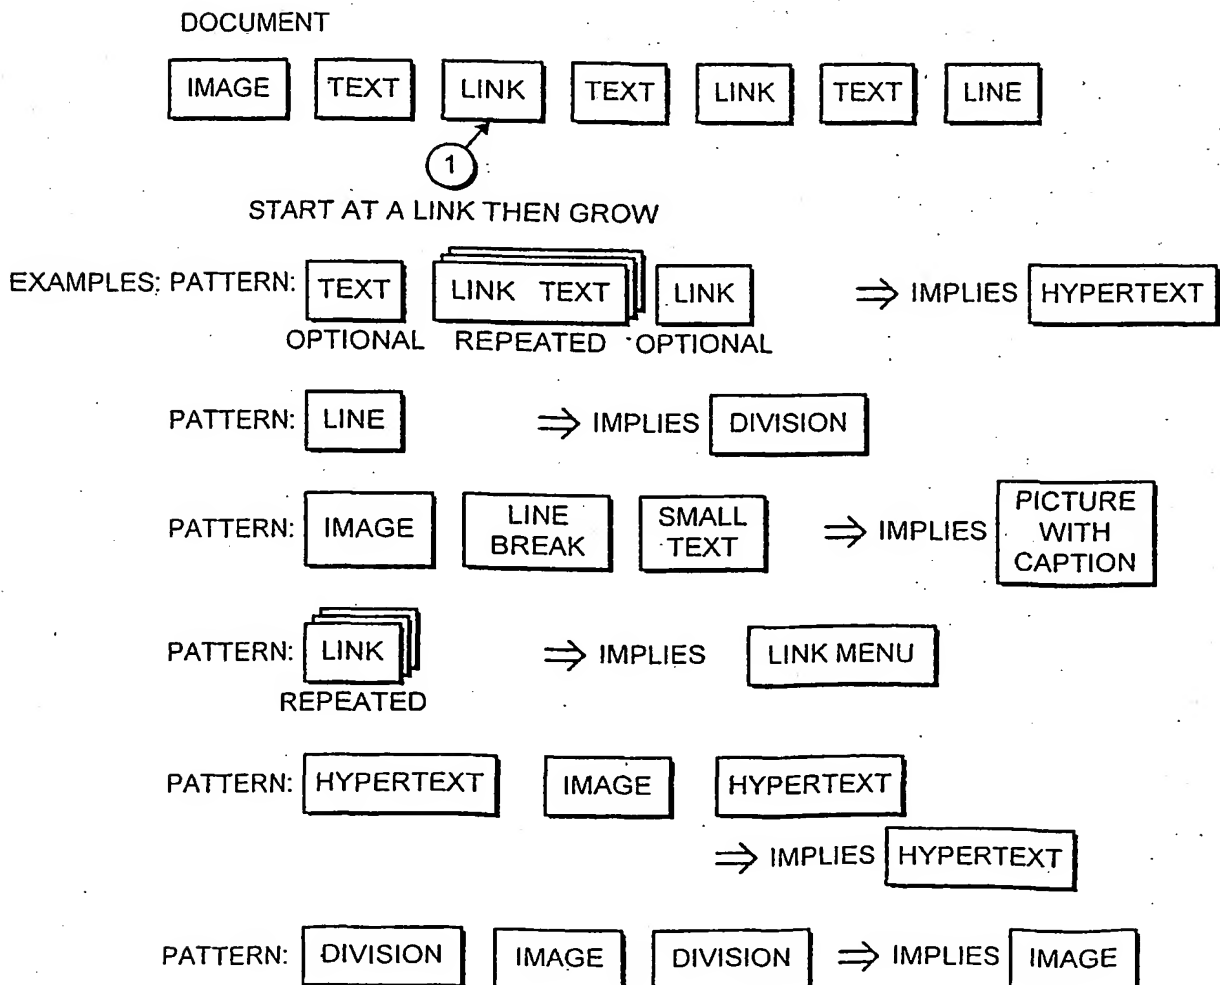 DOCUMENT
IMAGE TEXT LINK TEXT LINK TEXT LINE
1
START AT A LINK THEN GROW
EXAMPLES: PATTERN: TEXT LINK TEXT LINK ⇒ IMPLIES HYPERTEXT
OPTIONAL REPEATED OPTIONAL
PATTERN: LINE ⇒ IMPLIES DIVISION
PATTERN: IMAGE LINE BREAK SMALL TEXT ⇒ IMPLIES PICTURE WITH CAPTION
PATTERN: LINK ⇒ IMPLIES LINK MENU
REPEATED
PATTERN: HYPERTEXT IMAGE HYPERTEXT
⇒ IMPLIES HYPERTEXT
PATTERN: DIVISION IMAGE DIVISION ⇒ IMPLIES IMAGE